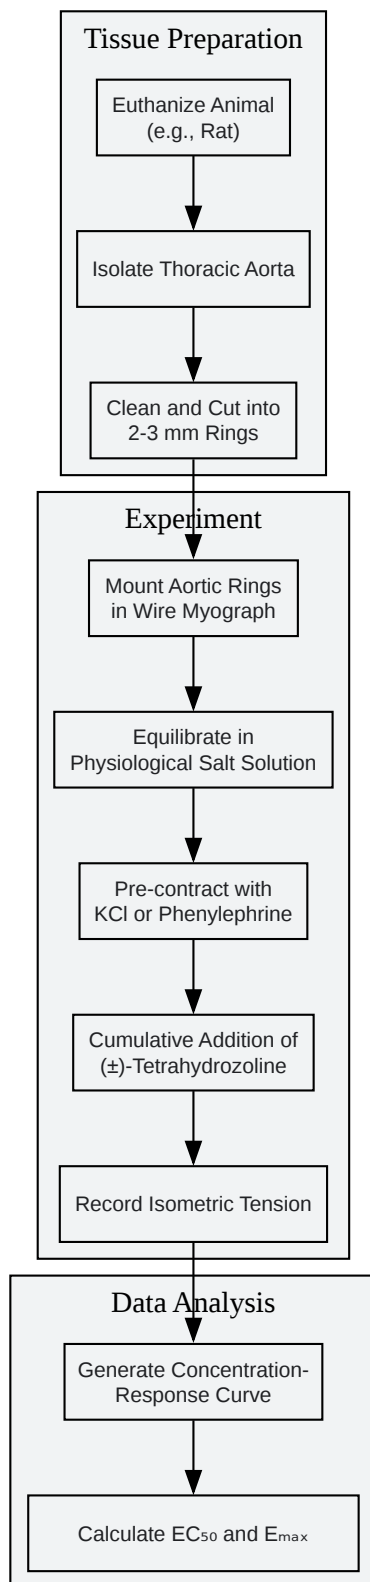 Tissue Preparation
Euthanize Animal
(e.g., Rat)
Isolate Thoracic Aorta
Clean and Cut into
2-3 mm Rings
Experiment
Mount Aortic Rings
in Wire Myograph
Equilibrate in
Physiological Salt Solution
Pre-contract with
KCl or Phenylephrine
Cumulative Addition of
(±)-Tetrahydrozoline
Record Isometric Tension
Data Analysis
Generate Concentration-
Response Curve
Calculate EC₅₀ and Eₘₐₓ